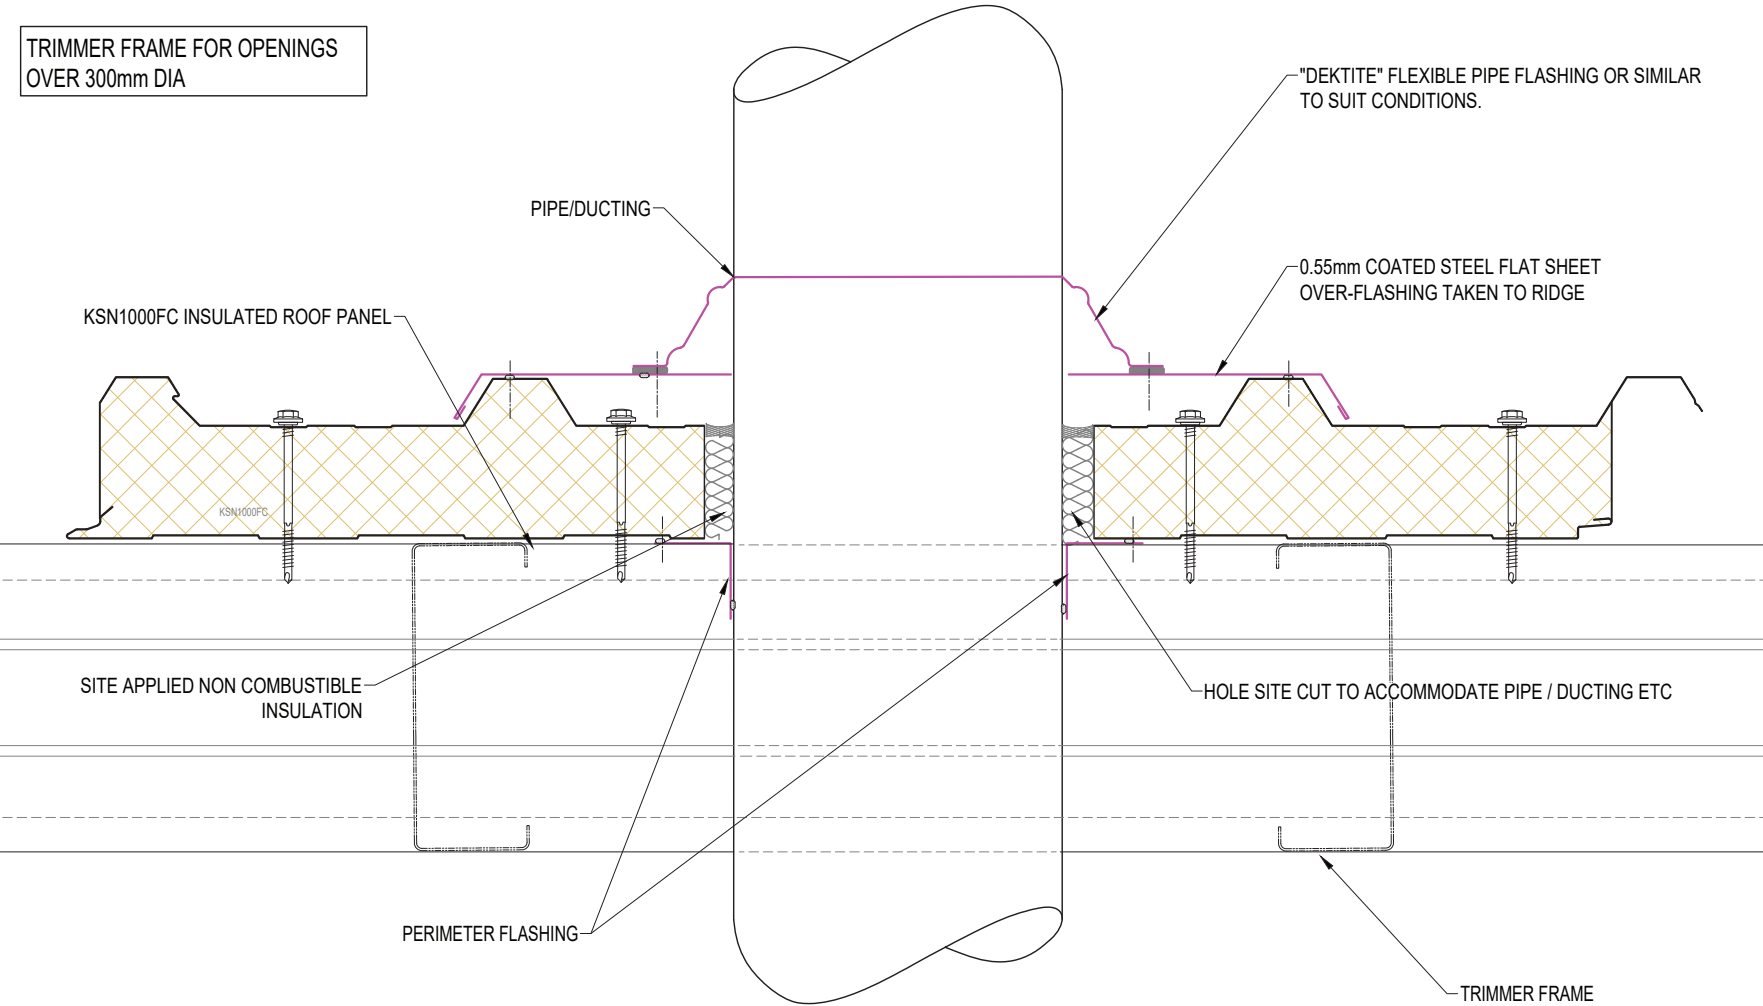 TRIMMER FRAME FOR OPENINGS
OVER 300mm DIA
"DEKTITE" FLEXIBLE PIPE FLASHING OR SIMILAR
TO SUIT CONDITIONS.
PIPE/DUCTING
0.55mm COATED STEEL FLAT SHEET
OVER-FLASHING TAKEN TO RIDGE
KSN1000FC INSULATED ROOF PANEL
KSN1000FC
SITE APPLIED NON COMBUSTIBLE
INSULATION
HOLE SITE CUT TO ACCOMMODATE PIPE / DUCTING ETC
PERIMETER FLASHING
TRIMMER FRAME